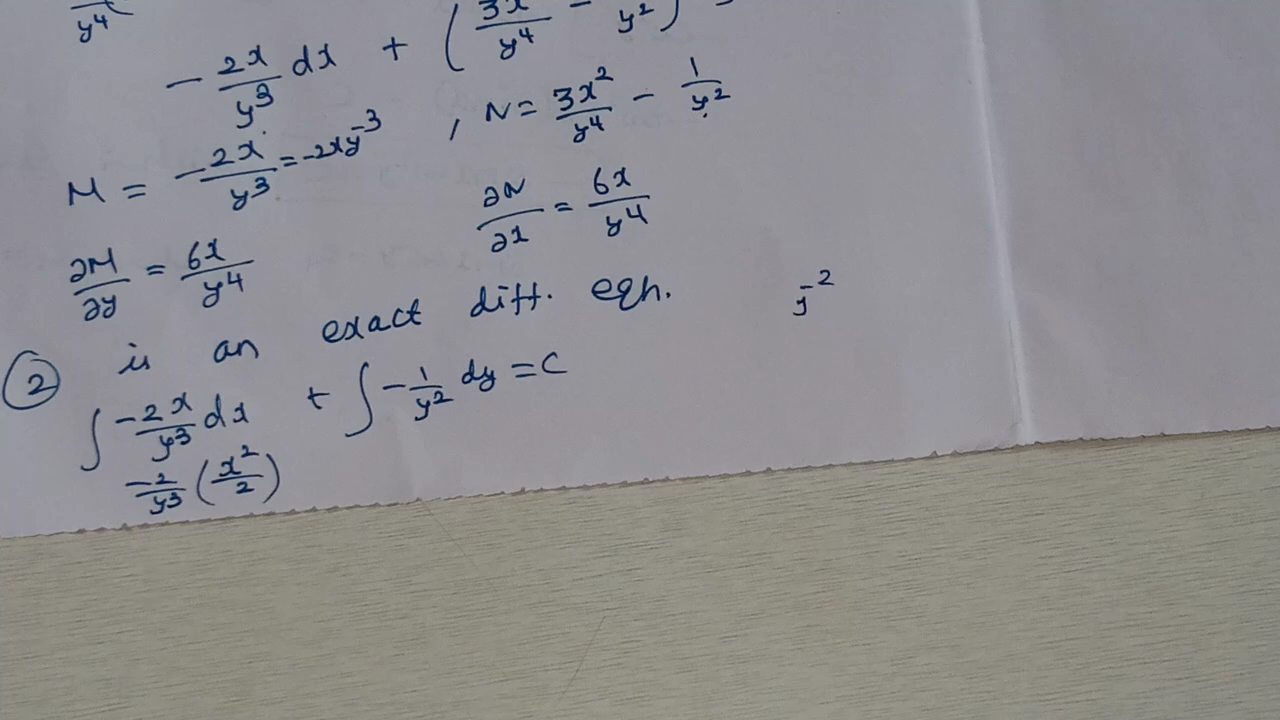 y⁴
- 2x/y³ dx + (3x/y⁴ - y²)
M = -2x/y³ = -2xy⁻³ , N = 3x²/y⁴ - 1/y²
∂M/∂y = 6x/y⁴ ∂N/∂x = 6x/y⁴
② is an exact diff. eqn. y⁻²
∫ -2x/y³ dx + ∫ -1/y² dy = C
-2/y³ (x²/2)